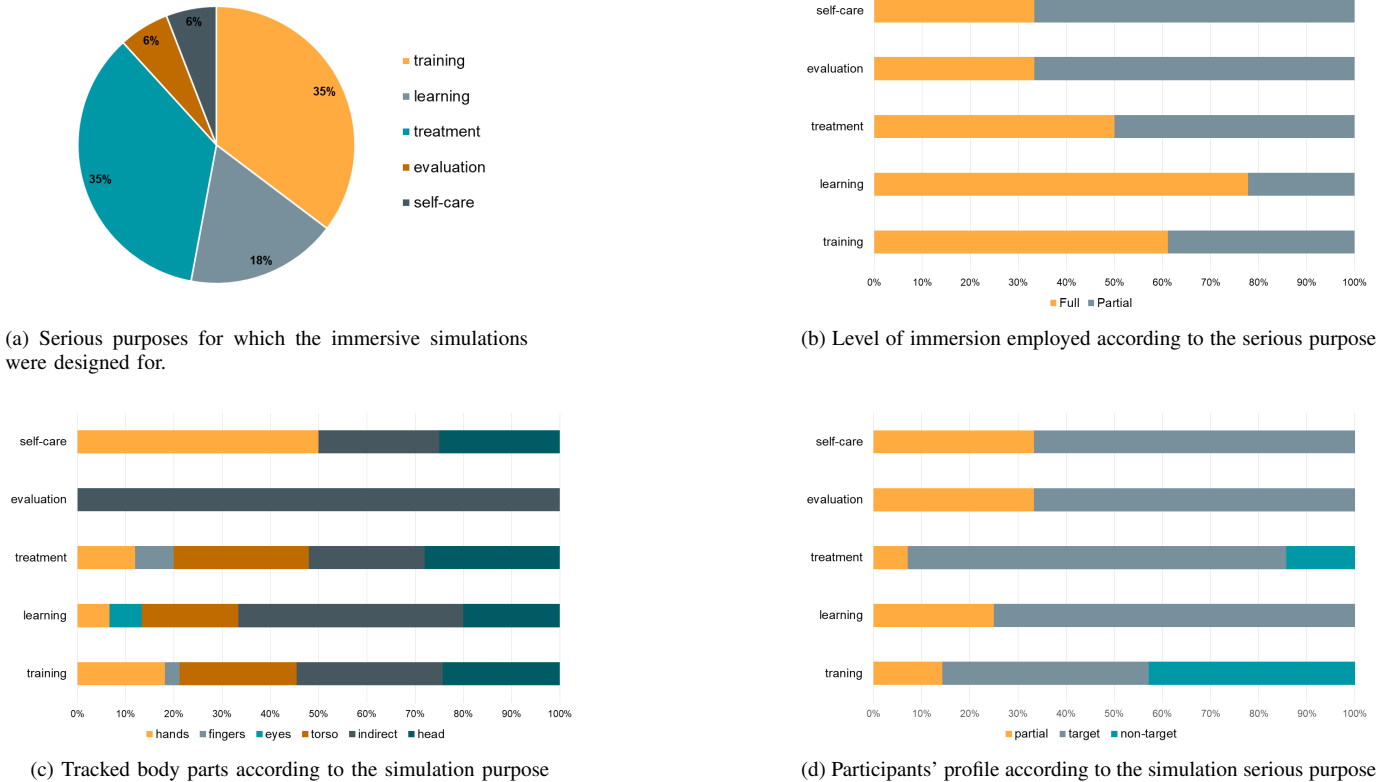 6%
6%
35%
35%
18%
training
learning
treatment
evaluation
self-care
(a) Serious purposes for which the immersive simulations
were designed for.
self-care
evaluation
treatment
learning
training
0% 10% 20% 30% 40% 50% 60% 70% 80% 90% 100%
Full Partial
(b) Level of immersion employed according to the serious purpose
self-care
evaluation
treatment
learning
training
0% 10% 20% 30% 40% 50% 60% 70% 80% 90% 100%
hands fingers eyes torso indirect head
(c) Tracked body parts according to the simulation purpose
self-care
evaluation
treatment
learning
traning
0% 10% 20% 30% 40% 50% 60% 70% 80% 90% 100%
partial target non-target
(d) Participants' profile according to the simulation serious purpose